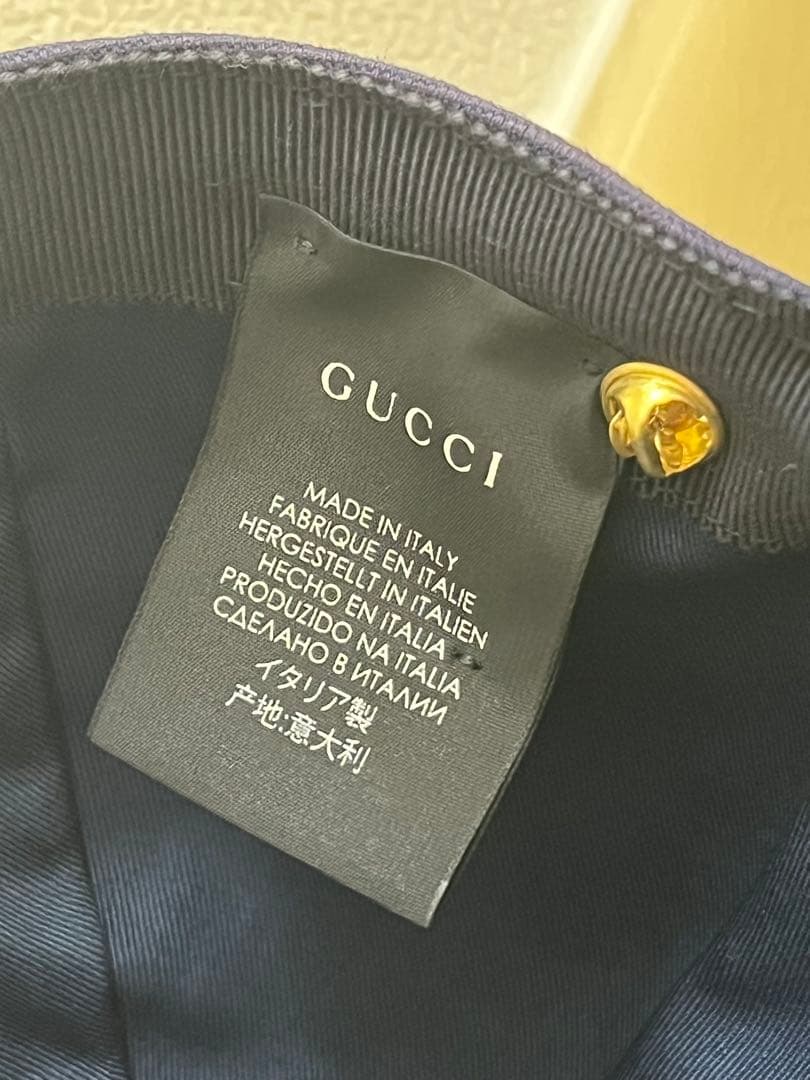 GUCCI
MADE IN ITALY
FABRIQUE EN ITALIE
HERGESTELLT IN ITALIEN
HECHO EN ITALIA
PRODUZIDO NA ITALIA
СДЕЛАНО В ИТАЛИИ
イタリア製
产地:意大利